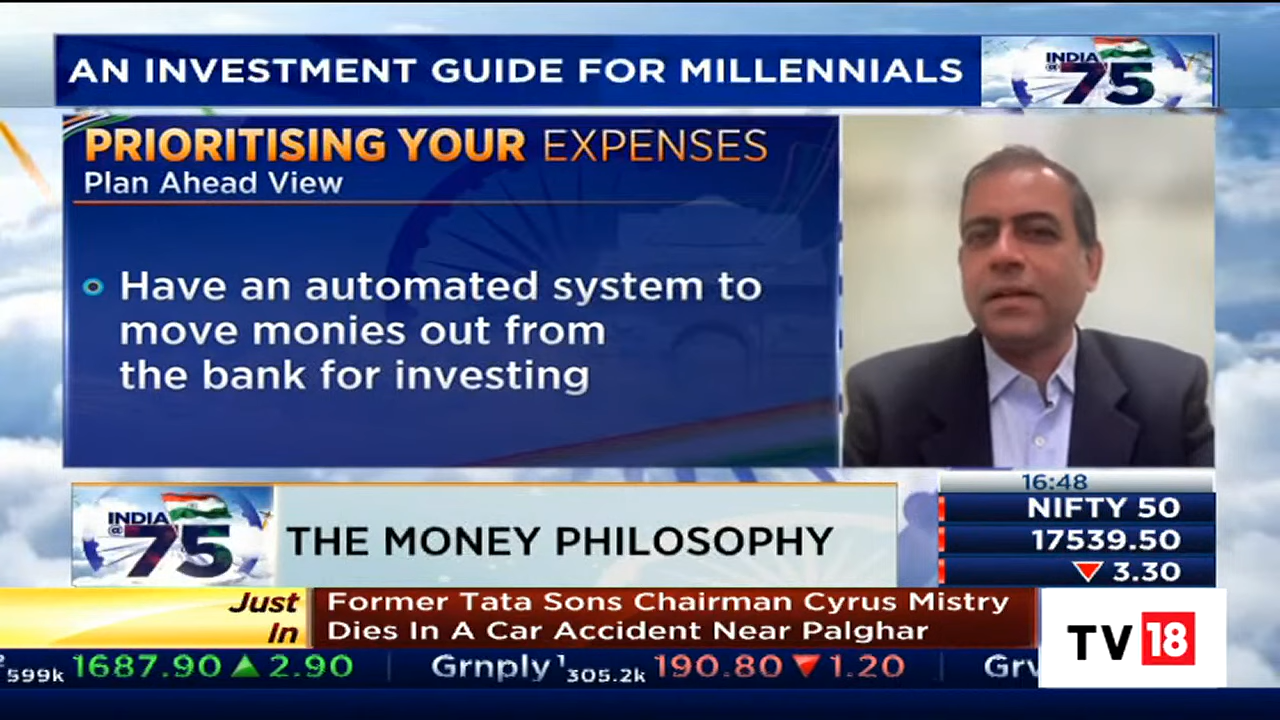 AN INVESTMENT GUIDE FOR MILLENNIALS
INDIA
@75
PRIORITISING YOUR EXPENSES
Plan Ahead View
Have an automated system to
move monies out from
the bank for investing
INDIA
@75
THE MONEY PHILOSOPHY
16:48
NIFTY 50
17539.50
▼ 3.30
Just
In
Former Tata Sons Chairman Cyrus Mistry
Dies In A Car Accident Near Palghar
TV18
599k 1687.90 ▲ 2.90 Grnply 305.2k 190.80 ▼ 1.20 Grv